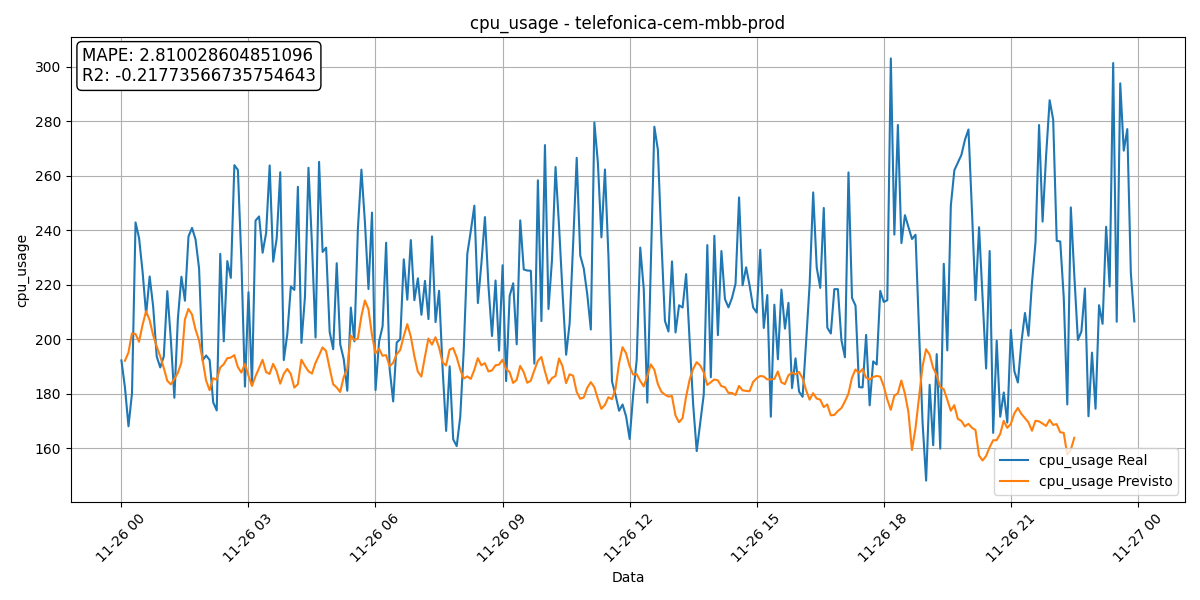 cpu_usage - telefonica-cem-mbb-prod
MAPE: 2.810028604851096
R2: -0.21773566735754643
cpu_usage
300
280
260
240
220
200
180
160
11-26 00
11-26 03
11-26 06
11-26 09
11-26 12
11-26 15
11-26 18
11-26 21
11-27 00
Data
cpu_usage Real
cpu_usage Previsto